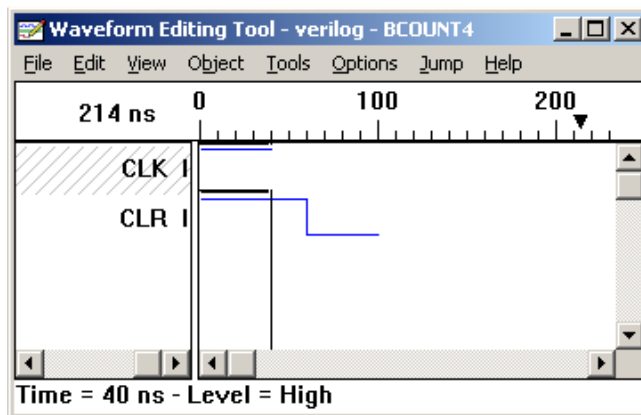 Waveform Editing Tool - verilog - BCOUNT4
File Edit View Object Tools Options Jump Help
214 ns 0 100 200
CLK I
CLR I
Time = 40 ns - Level = High